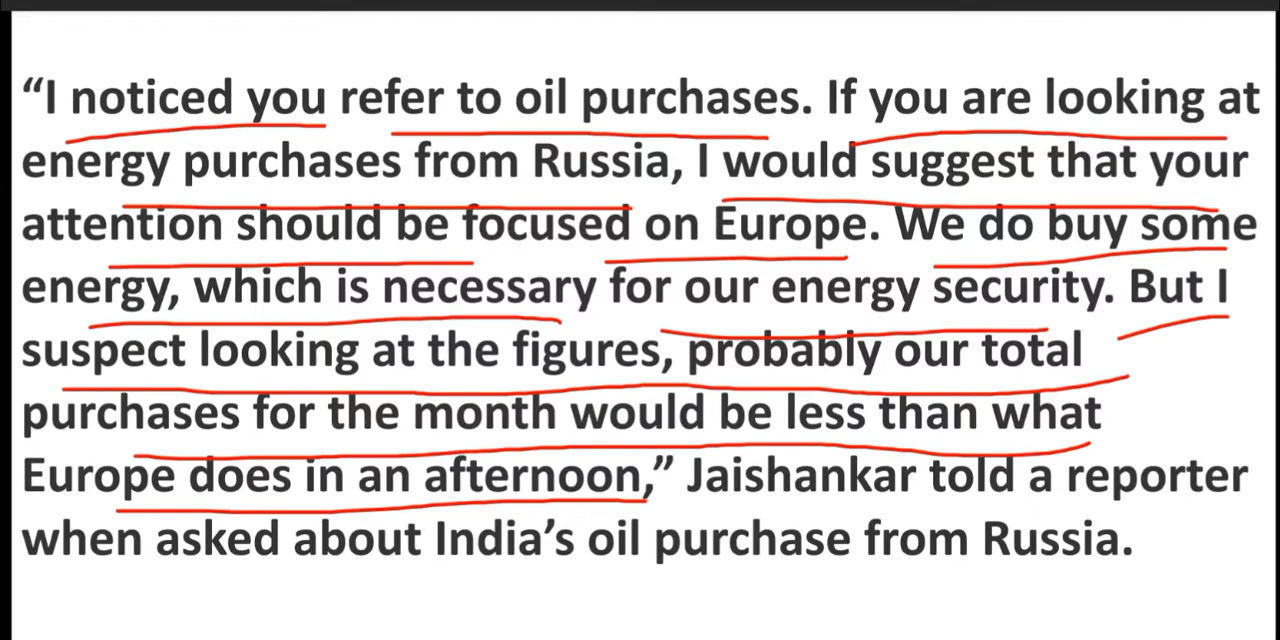 “I noticed you refer to oil purchases. If you are looking at
energy purchases from Russia, I would suggest that your
attention should be focused on Europe. We do buy some
energy, which is necessary for our energy security. But I
suspect looking at the figures, probably our total
purchases for the month would be less than what
Europe does in an afternoon,” Jaishankar told a reporter
when asked about India’s oil purchase from Russia.